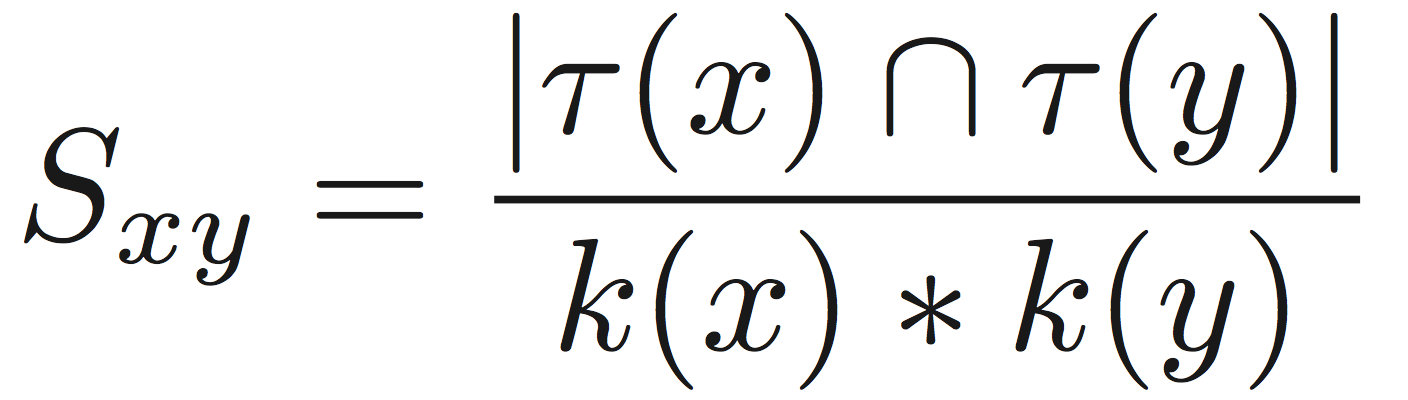 S_{xy} = \frac{|\tau(x) \cap \tau(y)|}{k(x) * k(y)}